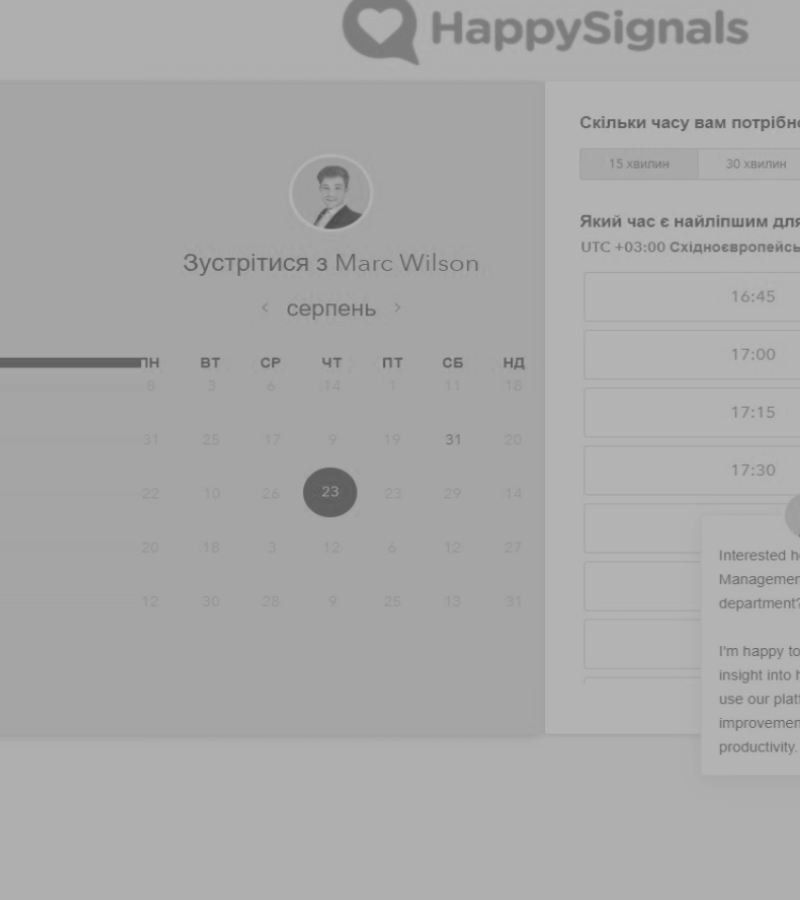 HappySignals
Зустрітися з Marc Wilson
< серпень >
ПН ВТ СР ЧТ ПТ СБ НД
8 3 6 14 1 11 18
31 25 17 9 19 31 20
22 10 26 23 23 29 14
20 18 3 12 6 12 27
12 30 28 9 25 13 31
Скільки часу вам потрібно
15 хвилин 30 хвилин
Який час є найліпшим для
UTC +03:00 Східноєвропейсь
16:45
17:00
17:15
17:30
Interested h
Managemen
department?
I'm happy to
insight into h
use our platf
improvemen
productivity.